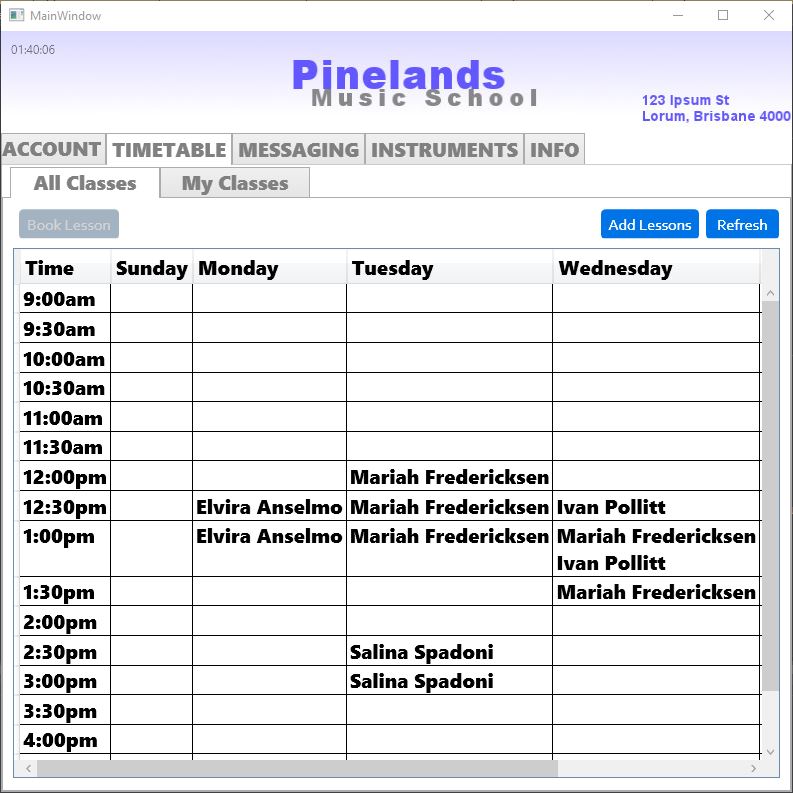 MainWindow
01:40:06
Pinelands
Music School
123 Ipsum St
Lorum, Brisbane 4000
ACCOUNT TIMETABLE MESSAGING INSTRUMENTS INFO
All Classes My Classes
Book Lesson Add Lessons Refresh
Time Sunday Monday Tuesday Wednesday
9:00am
9:30am
10:00am
10:30am
11:00am
11:30am
12:00pm Mariah Fredericksen
12:30pm Elvira Anselmo Mariah Fredericksen Ivan Pollitt
1:00pm Elvira Anselmo Mariah Fredericksen Mariah Fredericksen
Ivan Pollitt
1:30pm Mariah Fredericksen
2:00pm
2:30pm Salina Spadoni
3:00pm Salina Spadoni
3:30pm
4:00pm